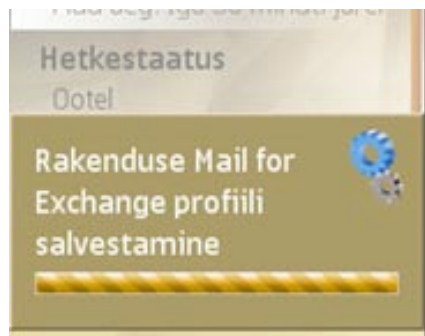 Hetkestaatus
Ootel
Rakenduse Mail for
Exchange profiili
salvestamine